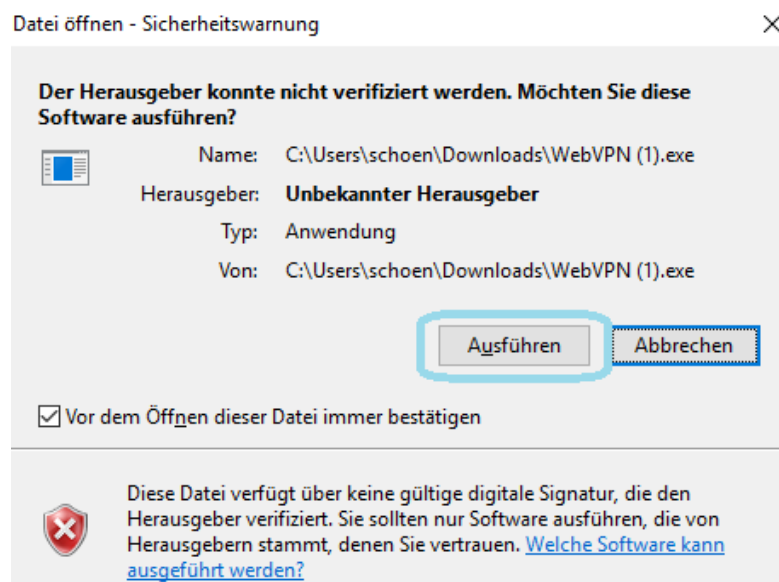 Datei öffnen - Sicherheitswarnung
Der Herausgeber konnte nicht verifiziert werden. Möchten Sie diese
Software ausführen?
Name: C:\Users\schoen\Downloads\WebVPN (1).exe
Herausgeber: Unbekannter Herausgeber
Typ: Anwendung
Von: C:\Users\schoen\Downloads\WebVPN (1).exe
Ausführen Abbrechen
Vor dem Öffnen dieser Datei immer bestätigen
Diese Datei verfügt über keine gültige digitale Signatur, die den
Herausgeber verifiziert. Sie sollten nur Software ausführen, die von
Herausgebern stammt, denen Sie vertrauen. Welche Software kann
ausgeführt werden?